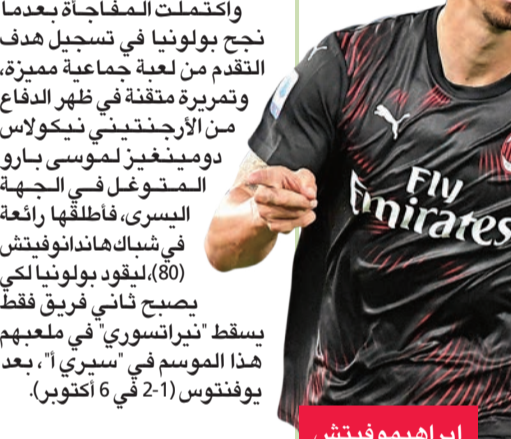 واكتملت المفاجأة بعدما
نجح بولونيا في تسجيل هدف
التقدم من لعبة جماعية مميزة،
وتمريرة متقنة في ظهر الدفاع
من الأرجنتيني نيكولاس
دومينغيز لموسى بارو
المتوغل في الجهة
اليسرى، فأطلقها رائعة
في شباك هاندانوفيتش
(80)، ليقود بولونيا لكي
يصبح ثاني فريق فقط
يسقط "نيراتسوري" في ملعبهم
هذا الموسم في "سيري أ"، بعد
يوفنتوس (1-2 في 6 أكتوبر).
Fly
Emirates
إبراهيموفيتش